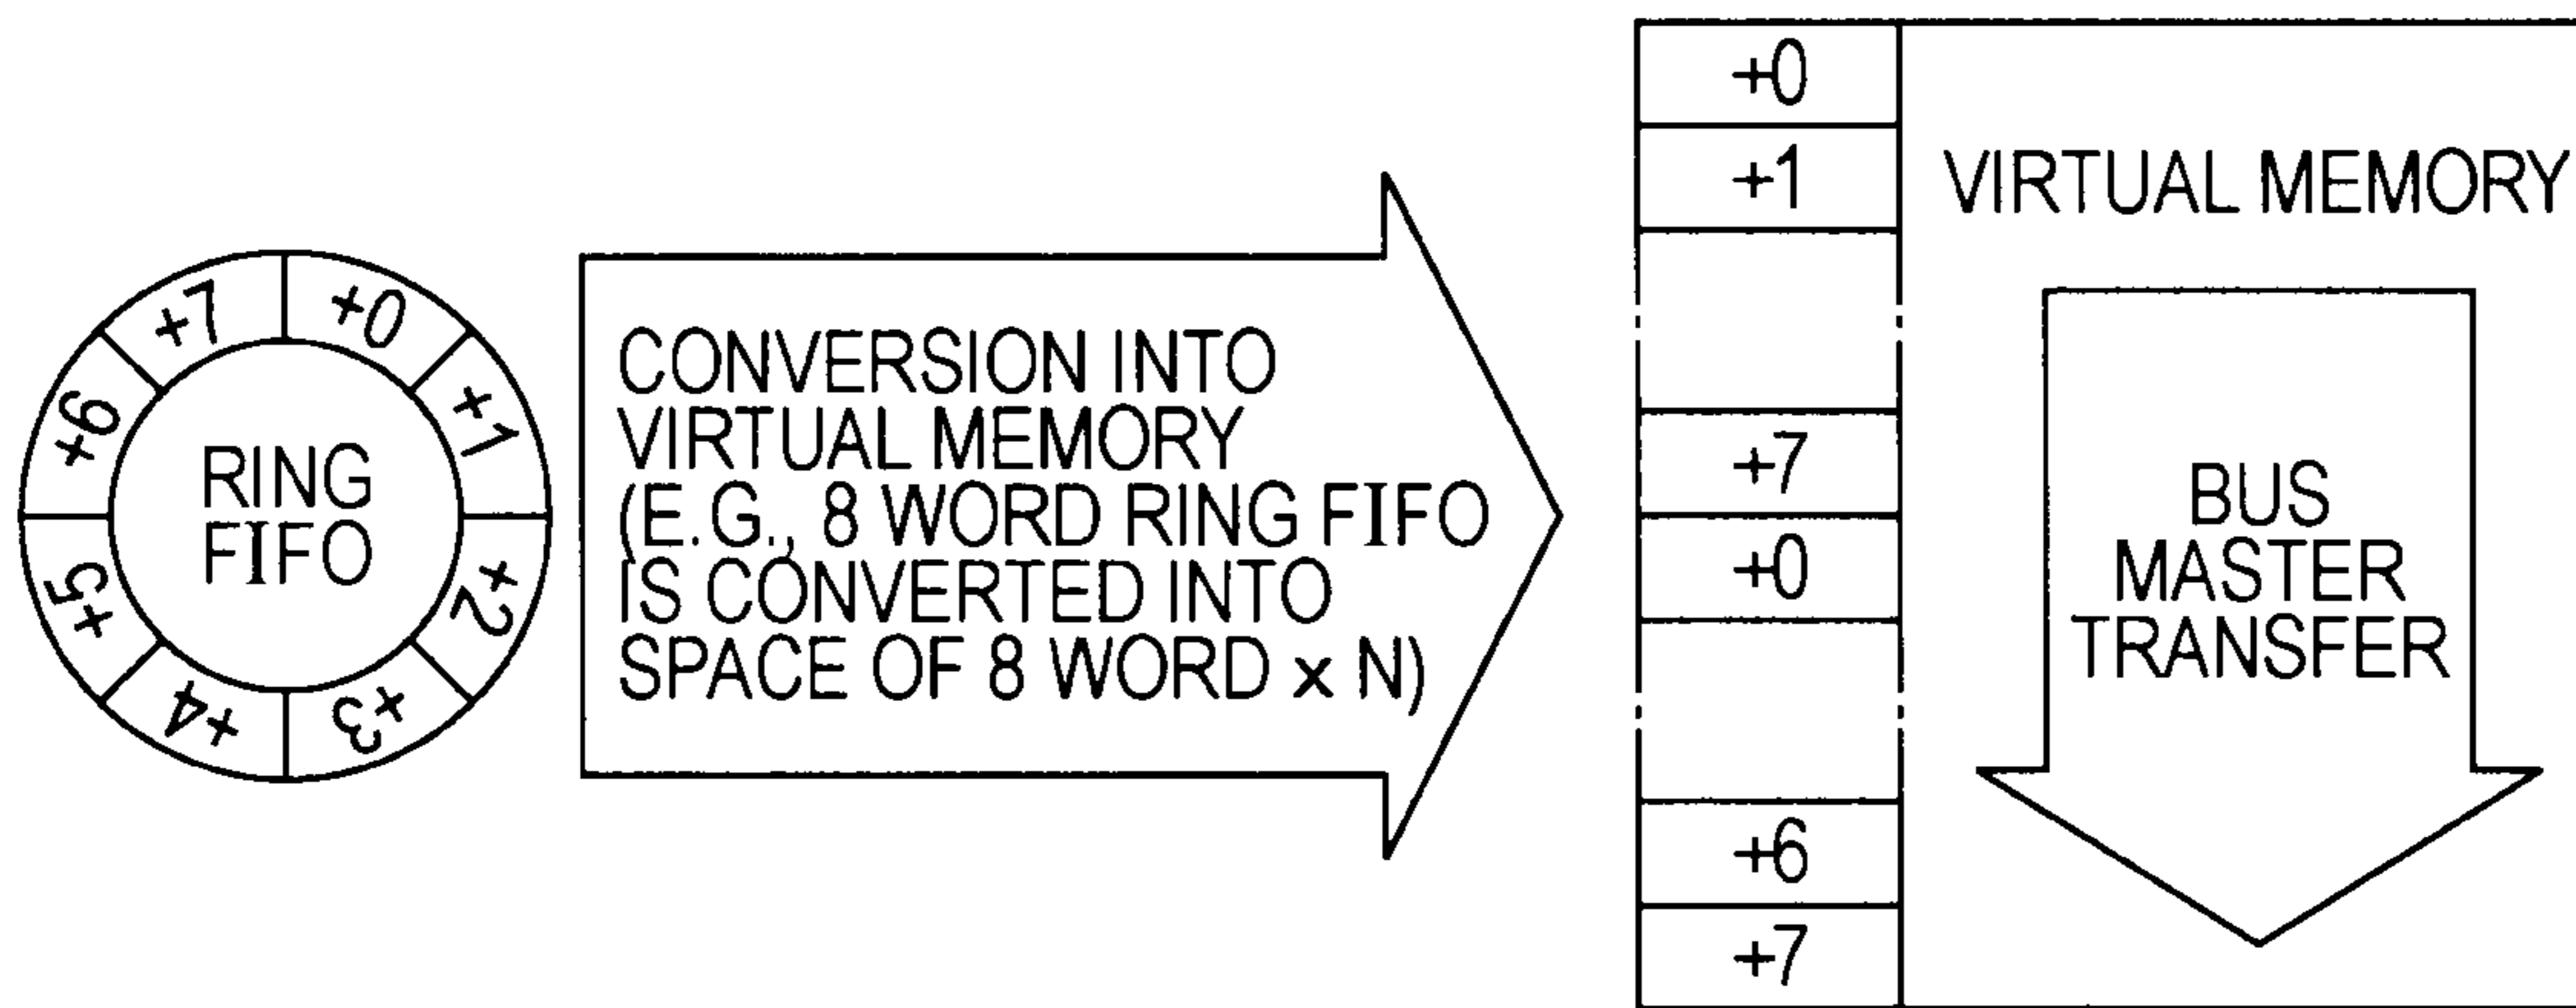 +0
+1
+2
+3
+4
+5
+6
+7
RING
FIFO
CONVERSION INTO
VIRTUAL MEMORY
(E.G., 8 WORD RING FIFO
IS CONVERTED INTO
SPACE OF 8 WORD x N)
+0
+1
+7
+0
+6
+7
VIRTUAL MEMORY
BUS
MASTER
TRANSFER